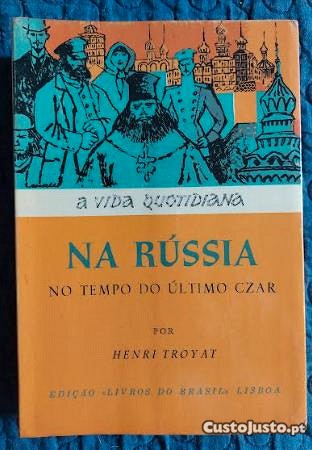 A VIDA QUOTIDIANA
NA RÚSSIA
NO TEMPO DO ÚLTIMO CZAR
POR
HENRI TROYAT
EDIÇÃO «LIVROS DO BRASIL» LISBOA
CustoJusto.pt